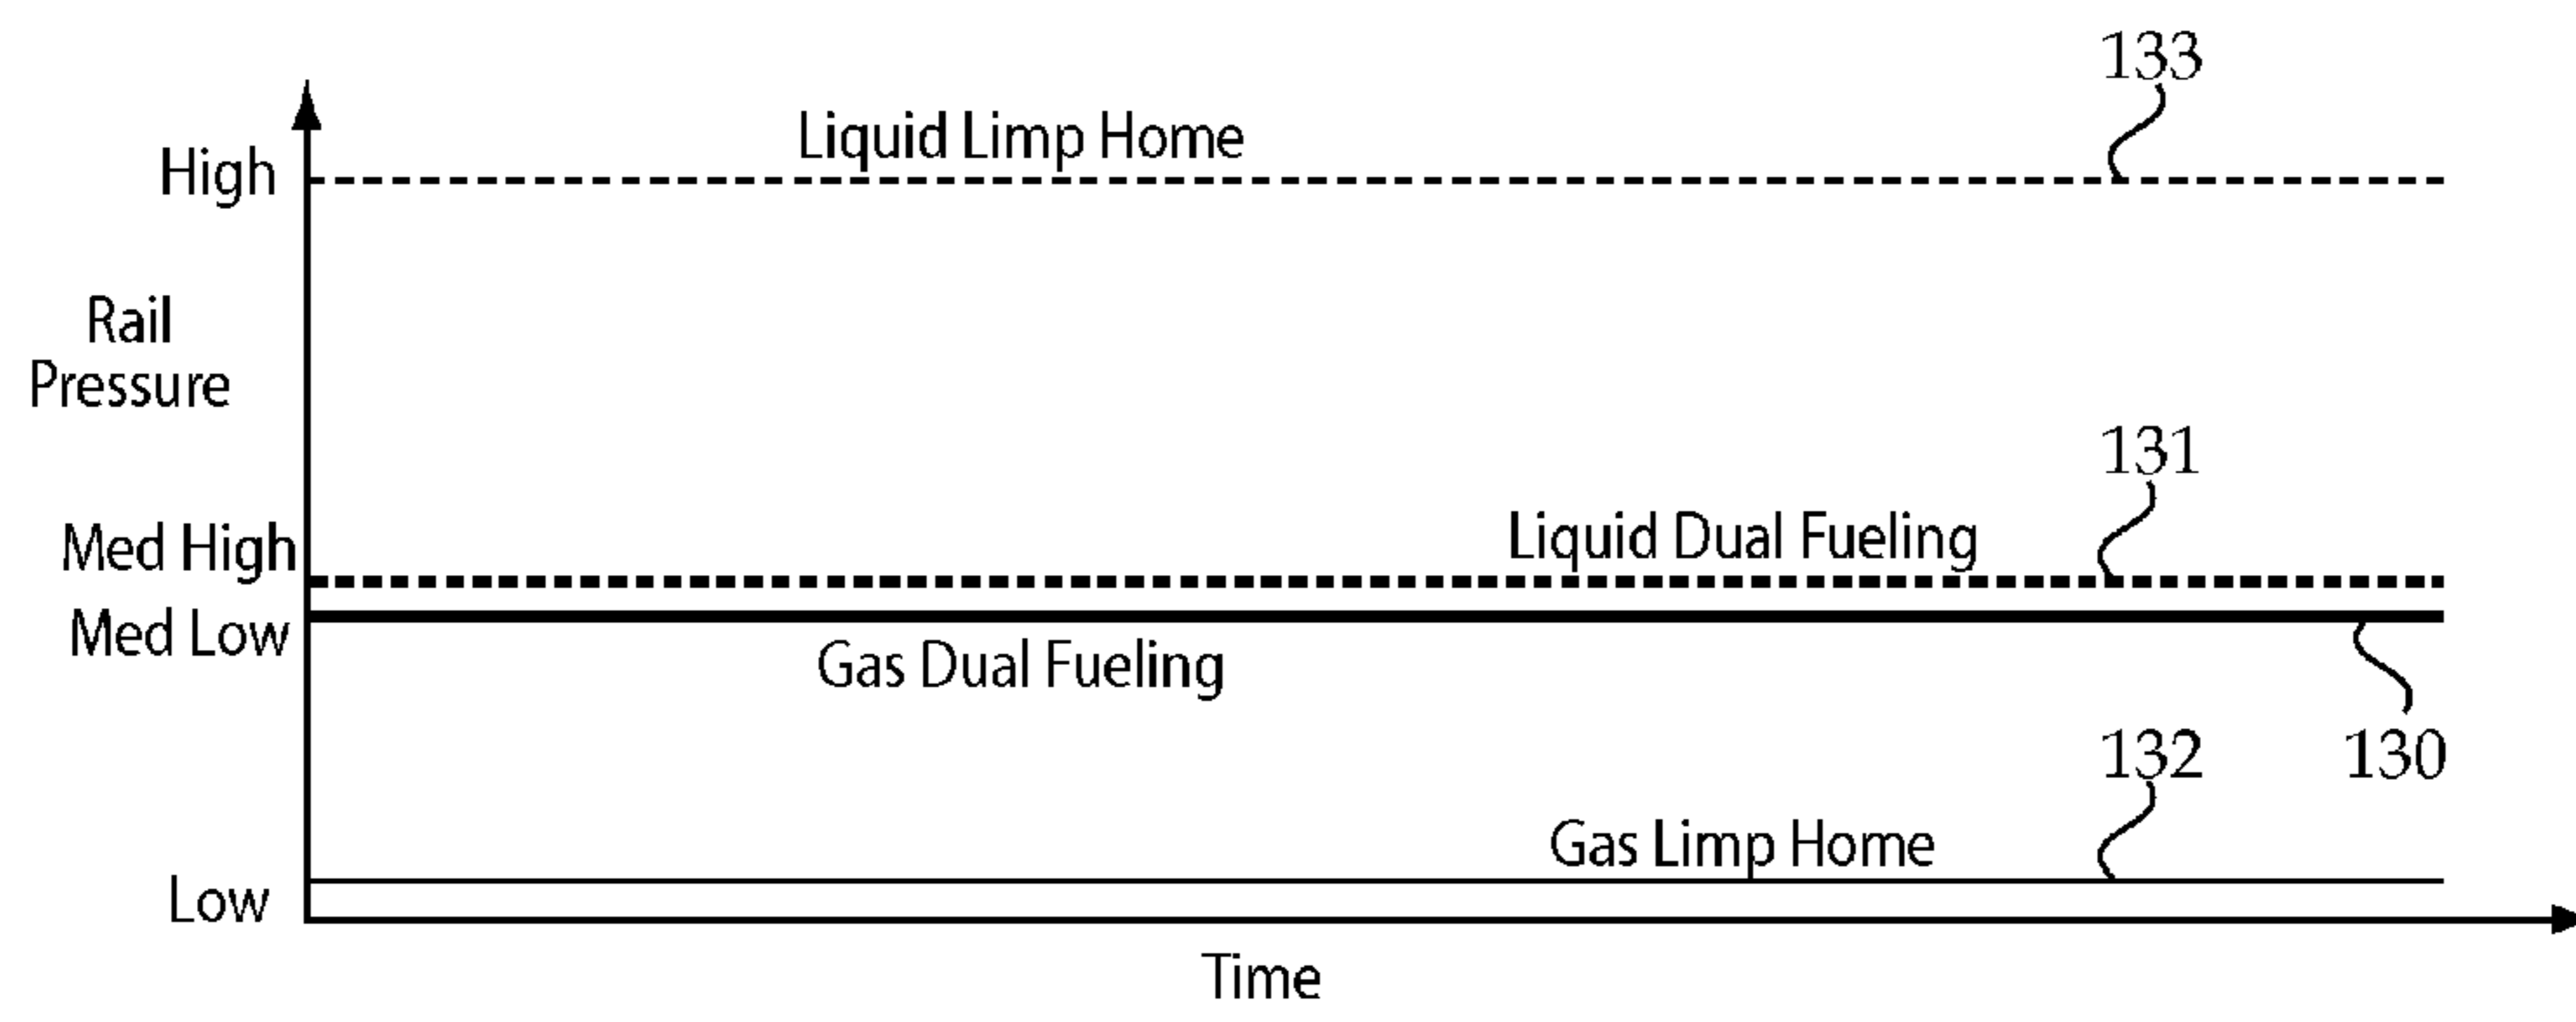 133
Liquid Limp Home
High
Rail
Pressure
131
Liquid Dual Fueling
Med High
Med Low
Gas Dual Fueling
132
130
Gas Limp Home
Low
Time